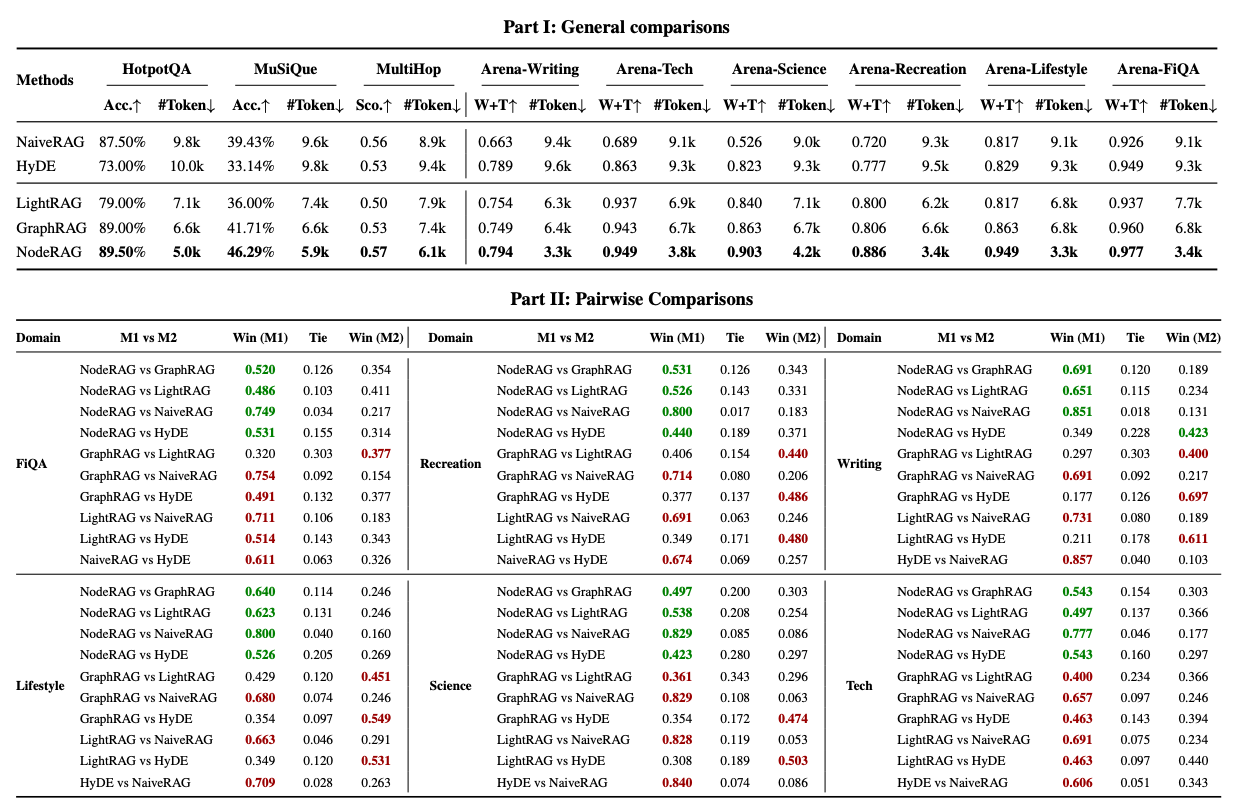 Part I: General comparisons
Methods HotpotQA MuSiQue MultiHop Arena-Writing Arena-Tech Arena-Science Arena-Recreation Arena-Lifestyle Arena-FiQA
Acc.↑ #Token↓ Acc.↑ #Token↓ Sco.↑ #Token↓ W+T↑ #Token↓ W+T↑ #Token↓ W+T↑ #Token↓ W+T↑ #Token↓ W+T↑ #Token↓ W+T↑ #Token↓
NaiveRAG 87.50% 9.8k 39.43% 9.6k 0.56 8.9k 0.663 9.4k 0.689 9.1k 0.526 9.0k 0.720 9.3k 0.817 9.1k 0.926 9.1k
HyDE 73.00% 10.0k 33.14% 9.8k 0.53 9.4k 0.789 9.6k 0.863 9.3k 0.823 9.3k 0.777 9.5k 0.829 9.3k 0.949 9.3k
LightRAG 79.00% 7.1k 36.00% 7.4k 0.50 7.9k 0.754 6.3k 0.937 6.9k 0.840 7.1k 0.800 6.2k 0.817 6.8k 0.937 7.7k
GraphRAG 89.00% 6.6k 41.71% 6.6k 0.53 7.4k 0.749 6.4k 0.943 6.7k 0.863 6.7k 0.806 6.6k 0.863 6.8k 0.960 6.8k
NodeRAG 89.50% 5.0k 46.29% 5.9k 0.57 6.1k 0.794 3.3k 0.949 3.8k 0.903 4.2k 0.886 3.4k 0.949 3.3k 0.977 3.4k
Part II: Pairwise Comparisons
Domain M1 vs M2 Win (M1) Tie Win (M2) Domain M1 vs M2 Win (M1) Tie Win (M2) Domain M1 vs M2 Win (M1) Tie Win (M2)
NodeRAG vs GraphRAG 0.520 0.126 0.354 NodeRAG vs GraphRAG 0.531 0.126 0.343 NodeRAG vs GraphRAG 0.691 0.120 0.189
NodeRAG vs LightRAG 0.486 0.103 0.411 NodeRAG vs LightRAG 0.526 0.143 0.331 NodeRAG vs LightRAG 0.651 0.115 0.234
NodeRAG vs NaiveRAG 0.749 0.034 0.217 NodeRAG vs NaiveRAG 0.800 0.017 0.183 NodeRAG vs NaiveRAG 0.851 0.018 0.131
NodeRAG vs HyDE 0.531 0.155 0.314 NodeRAG vs HyDE 0.440 0.189 0.371 NodeRAG vs HyDE 0.349 0.228 0.423
FiQA GraphRAG vs LightRAG 0.320 0.303 0.377 Recreation GraphRAG vs LightRAG 0.406 0.154 0.440 Writing GraphRAG vs LightRAG 0.297 0.303 0.400
GraphRAG vs NaiveRAG 0.754 0.092 0.154 GraphRAG vs NaiveRAG 0.714 0.080 0.206 GraphRAG vs NaiveRAG 0.691 0.092 0.217
GraphRAG vs HyDE 0.491 0.132 0.377 GraphRAG vs HyDE 0.377 0.137 0.486 GraphRAG vs HyDE 0.177 0.126 0.697
LightRAG vs NaiveRAG 0.711 0.106 0.183 LightRAG vs NaiveRAG 0.691 0.063 0.246 LightRAG vs NaiveRAG 0.731 0.080 0.189
LightRAG vs HyDE 0.514 0.143 0.343 LightRAG vs HyDE 0.349 0.171 0.480 LightRAG vs HyDE 0.211 0.178 0.611
NaiveRAG vs HyDE 0.611 0.063 0.326 NaiveRAG vs HyDE 0.674 0.069 0.257 HyDE vs NaiveRAG 0.857 0.040 0.103
NodeRAG vs GraphRAG 0.640 0.114 0.246 NodeRAG vs GraphRAG 0.497 0.200 0.303 NodeRAG vs GraphRAG 0.543 0.154 0.303
NodeRAG vs LightRAG 0.623 0.131 0.246 NodeRAG vs LightRAG 0.538 0.208 0.254 NodeRAG vs LightRAG 0.497 0.137 0.366
NodeRAG vs NaiveRAG 0.800 0.040 0.160 NodeRAG vs NaiveRAG 0.829 0.085 0.086 NodeRAG vs NaiveRAG 0.777 0.046 0.177
NodeRAG vs HyDE 0.526 0.205 0.269 NodeRAG vs HyDE 0.423 0.280 0.297 NodeRAG vs HyDE 0.543 0.160 0.297
Lifestyle GraphRAG vs LightRAG 0.429 0.120 0.451 Science GraphRAG vs LightRAG 0.361 0.343 0.296 Tech GraphRAG vs LightRAG 0.400 0.234 0.366
GraphRAG vs NaiveRAG 0.680 0.074 0.246 GraphRAG vs NaiveRAG 0.829 0.108 0.063 GraphRAG vs NaiveRAG 0.657 0.097 0.246
GraphRAG vs HyDE 0.354 0.097 0.549 GraphRAG vs HyDE 0.354 0.172 0.474 GraphRAG vs HyDE 0.463 0.143 0.394
LightRAG vs NaiveRAG 0.663 0.046 0.291 LightRAG vs NaiveRAG 0.828 0.119 0.053 LightRAG vs NaiveRAG 0.691 0.075 0.234
LightRAG vs HyDE 0.349 0.120 0.531 LightRAG vs HyDE 0.308 0.189 0.503 LightRAG vs HyDE 0.463 0.097 0.440
HyDE vs NaiveRAG 0.709 0.028 0.263 HyDE vs NaiveRAG 0.840 0.074 0.086 HyDE vs NaiveRAG 0.606 0.051 0.343